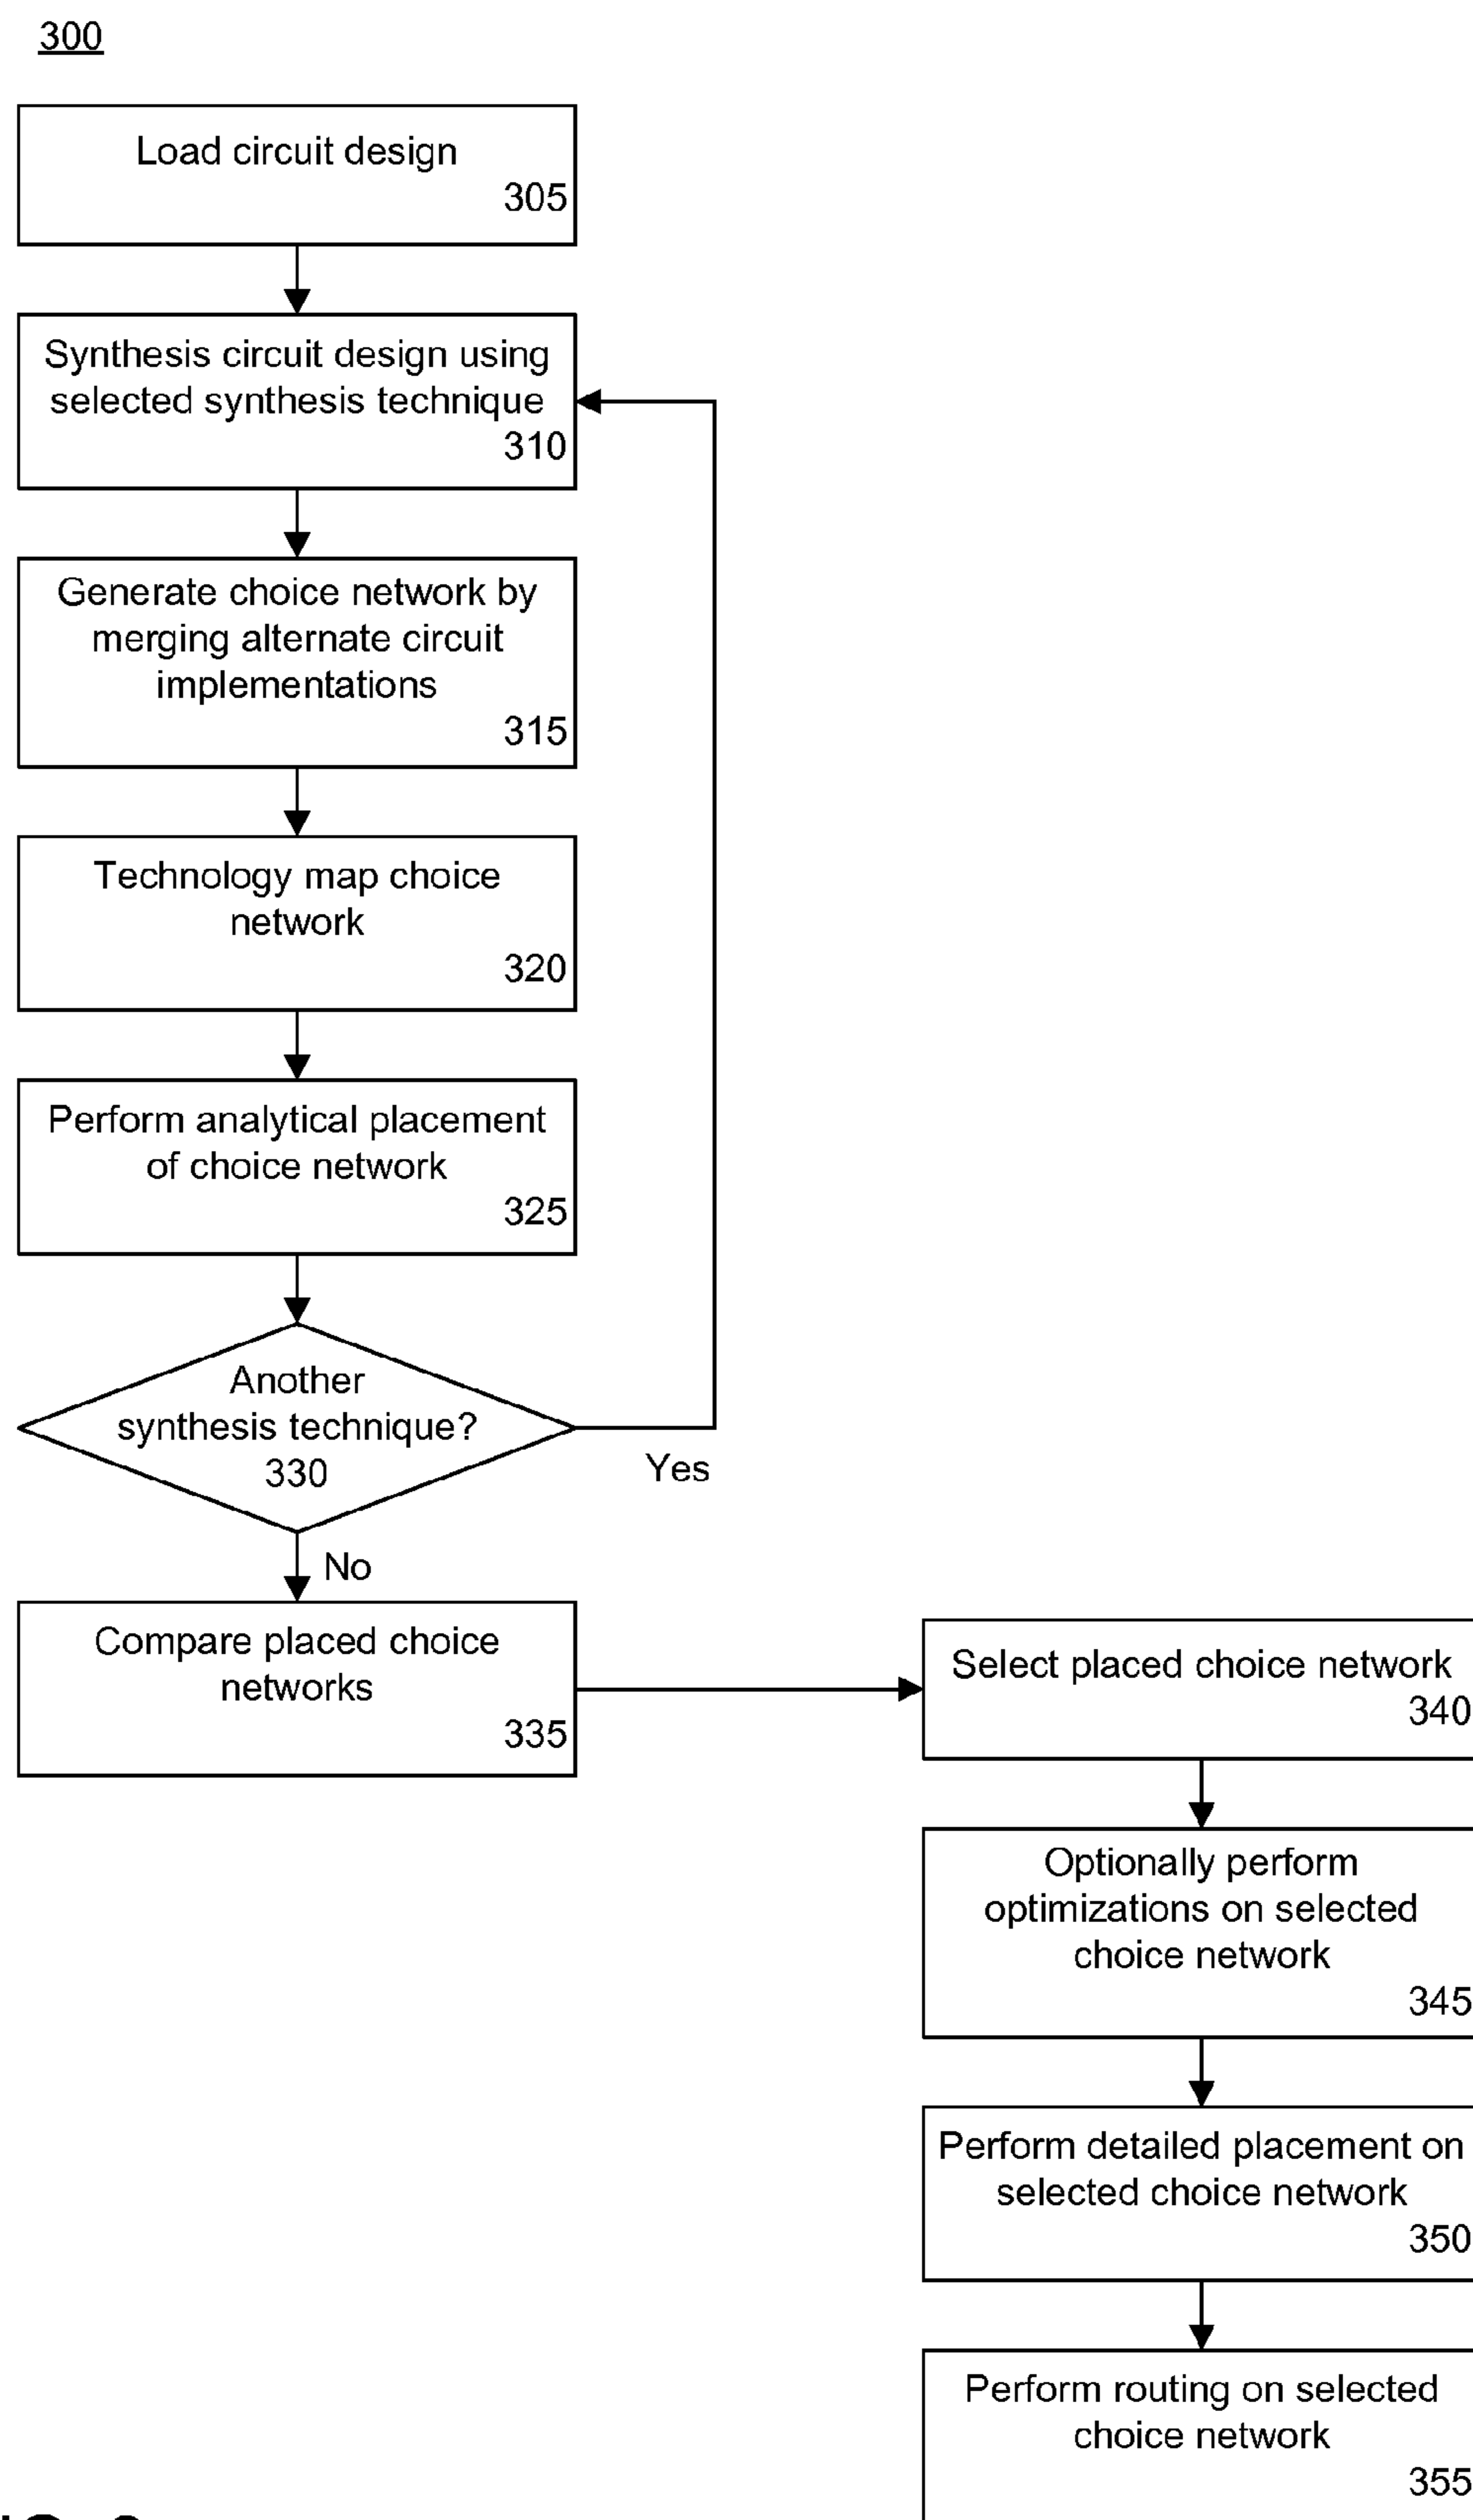 300
Load circuit design
305
Synthesis circuit design using
selected synthesis technique
310
Generate choice network by
merging alternate circuit
implementations
315
Technology map choice
network
320
Perform analytical placement
of choice network
325
Another
synthesis technique?
330
Yes
No
Compare placed choice
networks
335
Select placed choice network
340
Optionally perform
optimizations on selected
choice network
345
Perform detailed placement on
selected choice network
350
Perform routing on selected
choice network
355